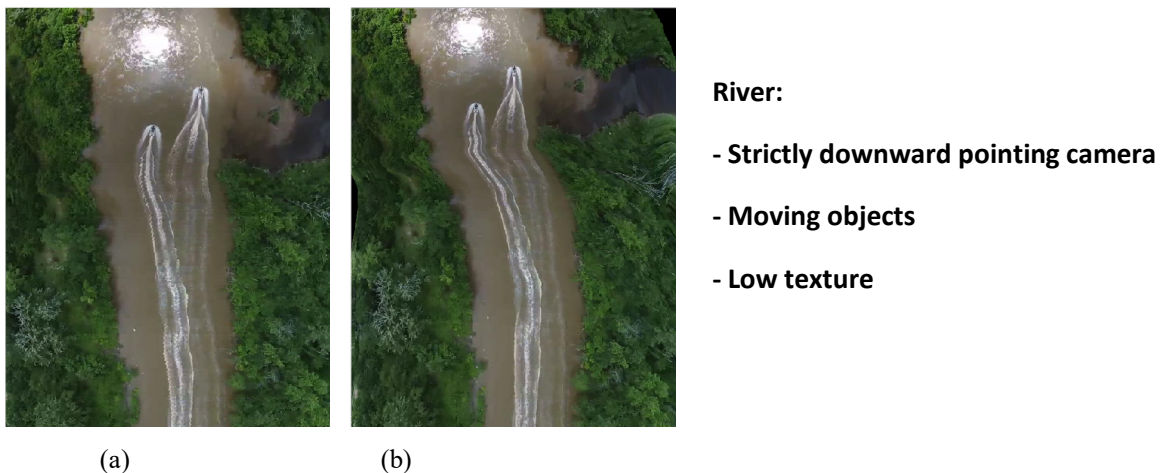 River:
- Strictly downward pointing camera
- Moving objects
- Low texture
(a) (b)